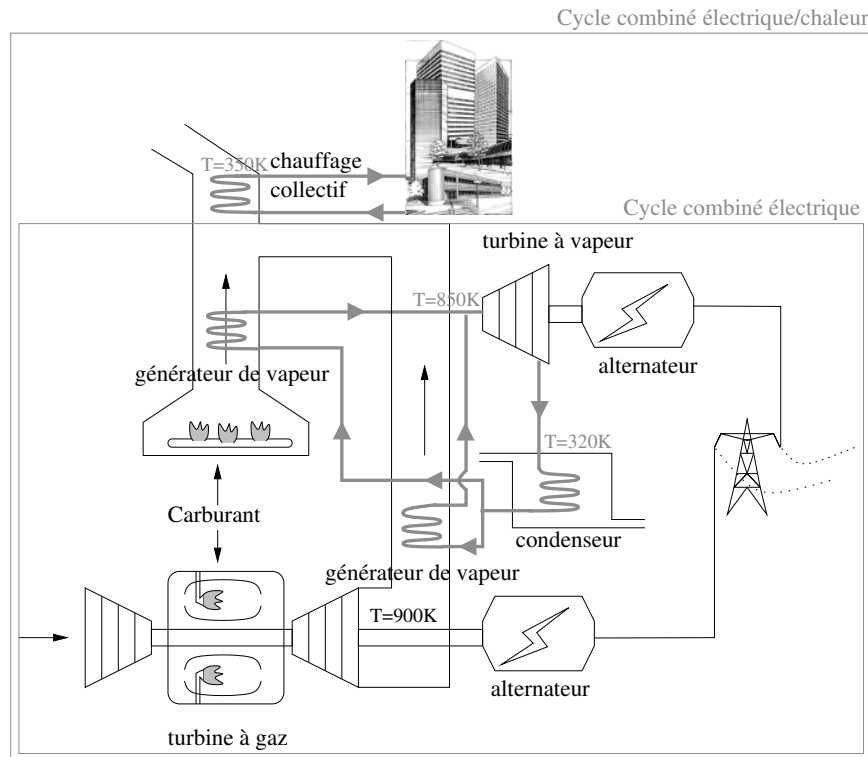 Cycle combiné électrique/chaleur
T=350K
chauffage
collectif
Cycle combiné électrique
turbine à vapeur
T=850K
générateur de vapeur
alternateur
T=320K
Carburant
condenseur
générateur de vapeur
T=900K
alternateur
turbine à gaz